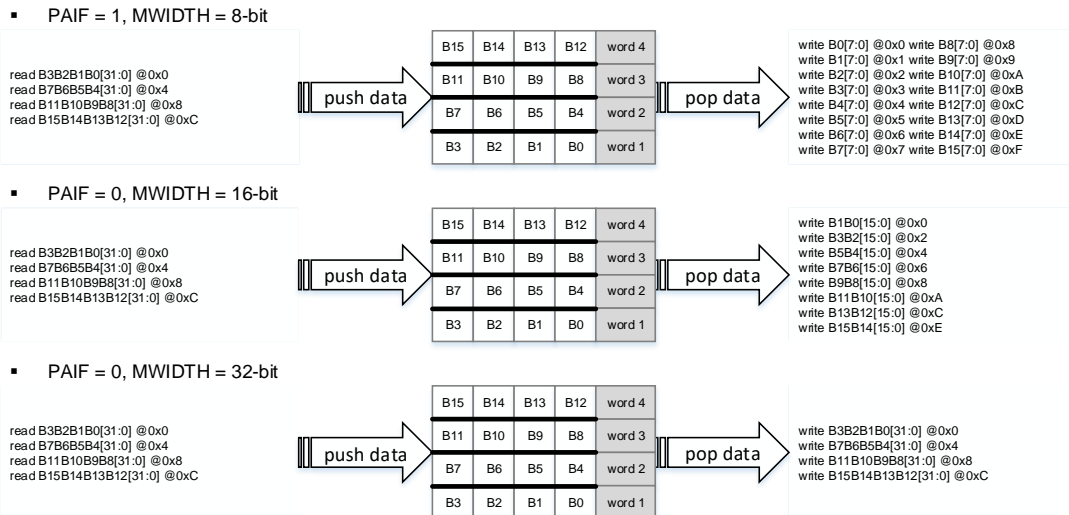 ▪ PAIF = 1, MWIDTH = 8-bit
read B3B2B1B0[31:0] @0x0
read B7B6B5B4[31:0] @0x4
read B11B10B9B8[31:0] @0x8
read B15B14B13B12[31:0] @0xC
push data
B15 B14 B13 B12 word 4
B11 B10 B9 B8 word 3
B7 B6 B5 B4 word 2
B3 B2 B1 B0 word 1
pop data
write B0[7:0] @0x0 write B8[7:0] @0x8
write B1[7:0] @0x1 write B9[7:0] @0x9
write B2[7:0] @0x2 write B10[7:0] @0xA
write B3[7:0] @0x3 write B11[7:0] @0xB
write B4[7:0] @0x4 write B12[7:0] @0xC
write B5[7:0] @0x5 write B13[7:0] @0xD
write B6[7:0] @0x6 write B14[7:0] @0xE
write B7[7:0] @0x7 write B15[7:0] @0xF
▪ PAIF = 0, MWIDTH = 16-bit
read B3B2B1B0[31:0] @0x0
read B7B6B5B4[31:0] @0x4
read B11B10B9B8[31:0] @0x8
read B15B14B13B12[31:0] @0xC
push data
B15 B14 B13 B12 word 4
B11 B10 B9 B8 word 3
B7 B6 B5 B4 word 2
B3 B2 B1 B0 word 1
pop data
write B1B0[15:0] @0x0
write B3B2[15:0] @0x2
write B5B4[15:0] @0x4
write B7B6[15:0] @0x6
write B9B8[15:0] @0x8
write B11B10[15:0] @0xA
write B13B12[15:0] @0xC
write B15B14[15:0] @0xE
▪ PAIF = 0, MWIDTH = 32-bit
read B3B2B1B0[31:0] @0x0
read B7B6B5B4[31:0] @0x4
read B11B10B9B8[31:0] @0x8
read B15B14B13B12[31:0] @0xC
push data
B15 B14 B13 B12 word 4
B11 B10 B9 B8 word 3
B7 B6 B5 B4 word 2
B3 B2 B1 B0 word 1
pop data
write B3B2B1B0[31:0] @0x0
write B7B6B5B4[31:0] @0x4
write B11B10B9B8[31:0] @0x8
write B15B14B13B12[31:0] @0xC